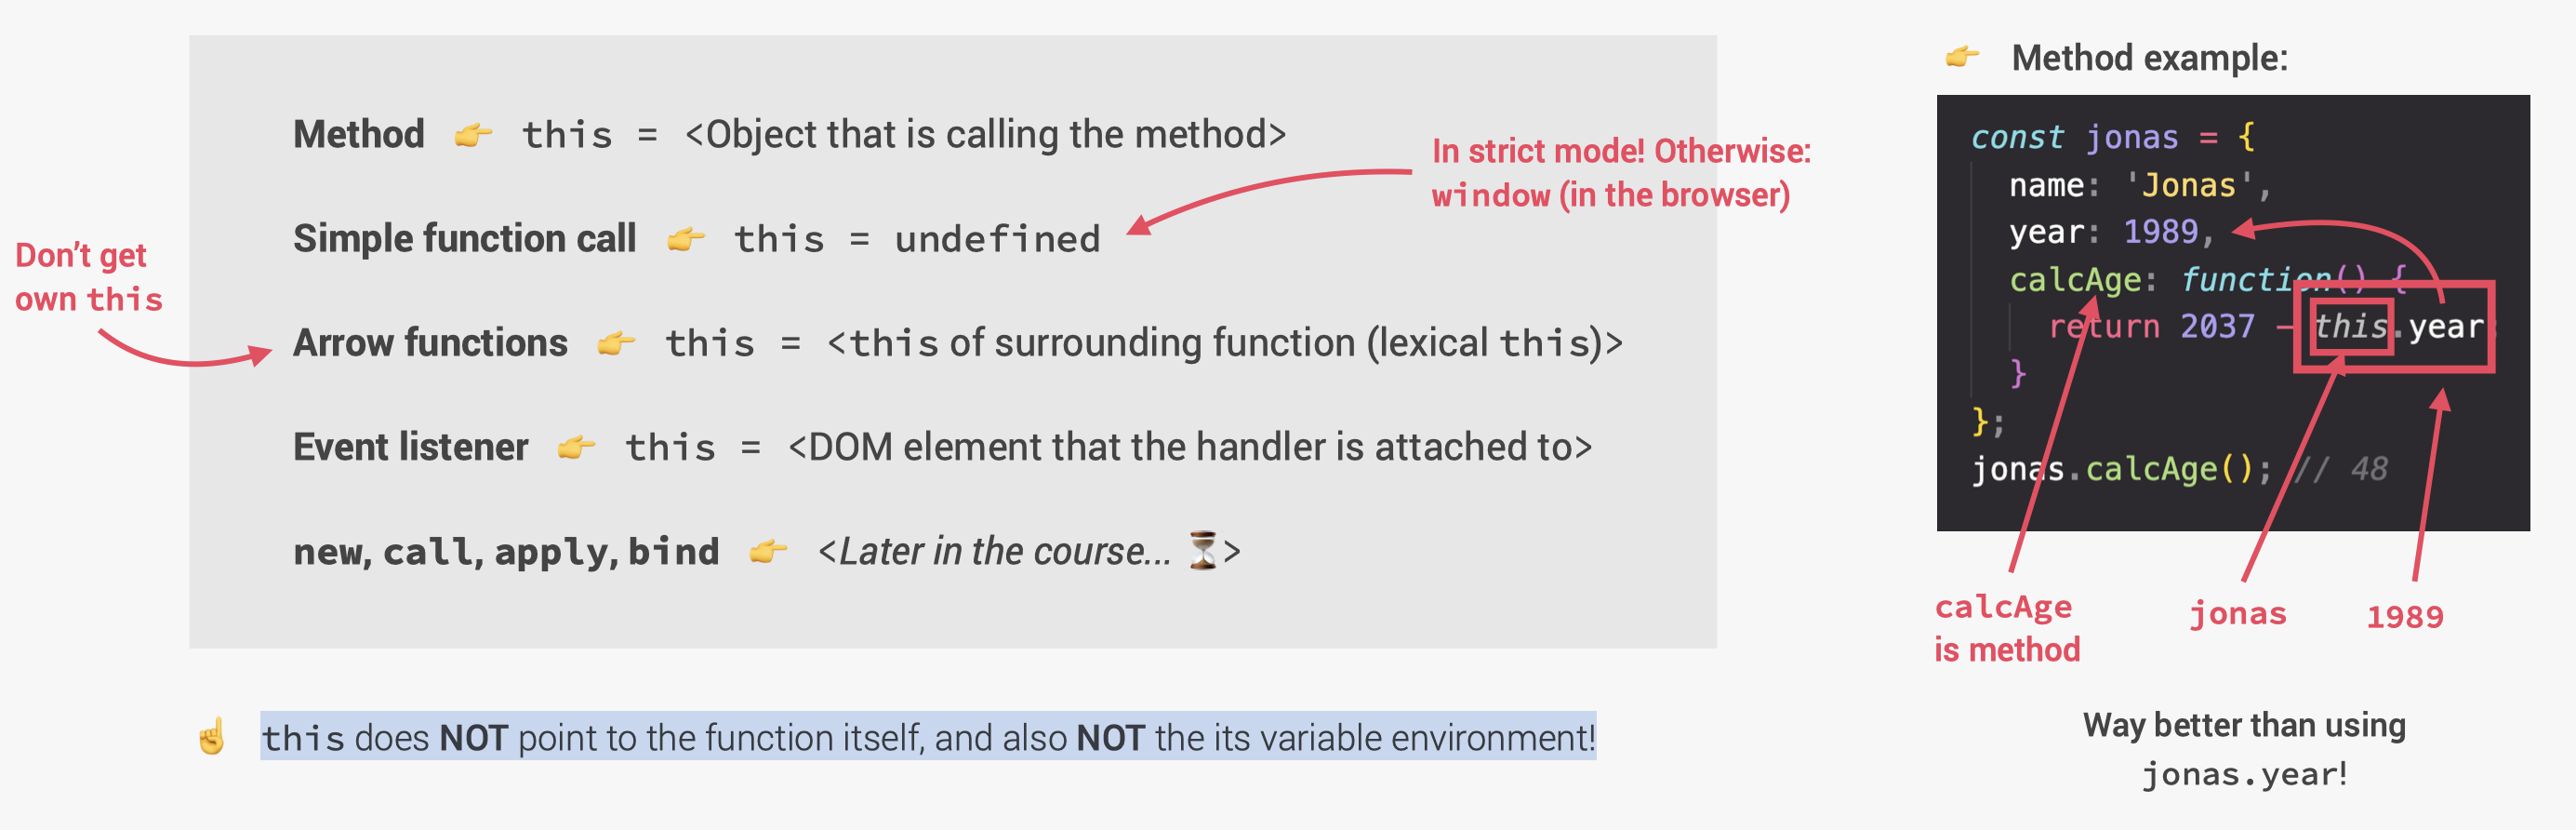 Method 👉 this = <Object that is calling the method>
In strict mode! Otherwise:
window (in the browser)
Simple function call 👉 this = undefined
Don’t get
own this
Arrow functions 👉 this = <this of surrounding function (lexical this)>
Event listener 👉 this = <DOM element that the handler is attached to>
new, call, apply, bind 👉 <Later in the course... ⏳>
☝️ this does NOT point to the function itself, and also NOT the its variable environment!
👉 Method example:
const jonas = {
name: 'Jonas',
year: 1989,
calcAge: function() {
return 2037 - this.year
}
};
jonas.calcAge(); // 48
calcAge
is method
jonas
1989
Way better than using
jonas.year!